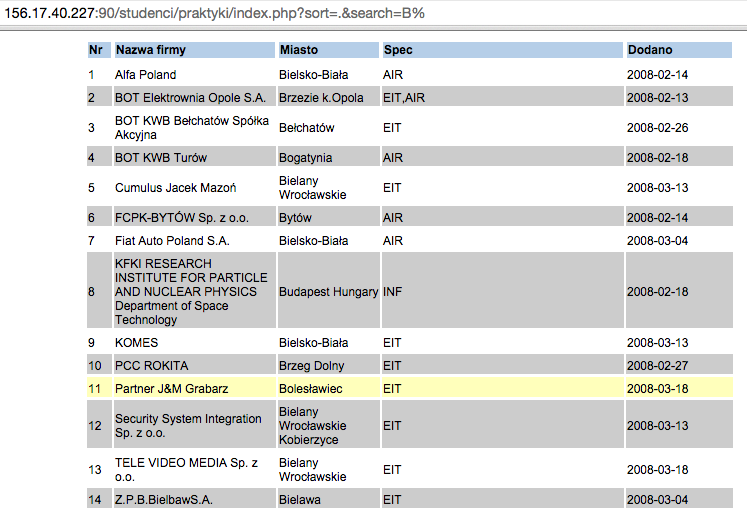 156.17.40.227:90/studenci/praktyki/index.php?sort=.&search=B%
Nr Nazwa firmy Miasto Spec Dodano
1 Alfa Poland Bielsko-Biała AIR 2008-02-14
2 BOT Elektrownia Opole S.A. Brzezie k.Opola EIT,AIR 2008-02-13
3 BOT KWB Bełchatów Spółka Akcyjna Bełchatów EIT 2008-02-26
4 BOT KWB Turów Bogatynia AIR 2008-02-18
5 Cumulus Jacek Mazoń Bielany Wrocławskie EIT 2008-03-13
6 FCPK-BYTÓW Sp. z o.o. Bytów AIR 2008-02-14
7 Fiat Auto Poland S.A. Bielsko-Biała AIR 2008-03-04
8 KFKI RESEARCH INSTITUTE FOR PARTICLE AND NUCLEAR PHYSICS Department of Space Technology Budapest Hungary INF 2008-02-18
9 KOMES Bielsko-Biała EIT 2008-03-13
10 PCC ROKITA Brzeg Dolny EIT 2008-02-27
11 Partner J&M Grabarz Bolesławiec EIT 2008-03-18
12 Security System Integration Sp. z o.o. Bielany Wrocławskie Kobierzyce EIT 2008-03-13
13 TELE VIDEO MEDIA Sp. z o.o. Bielany Wrocławskie EIT 2008-03-18
14 Z.P.B.BielbawS.A. Bielawa EIT 2008-03-04